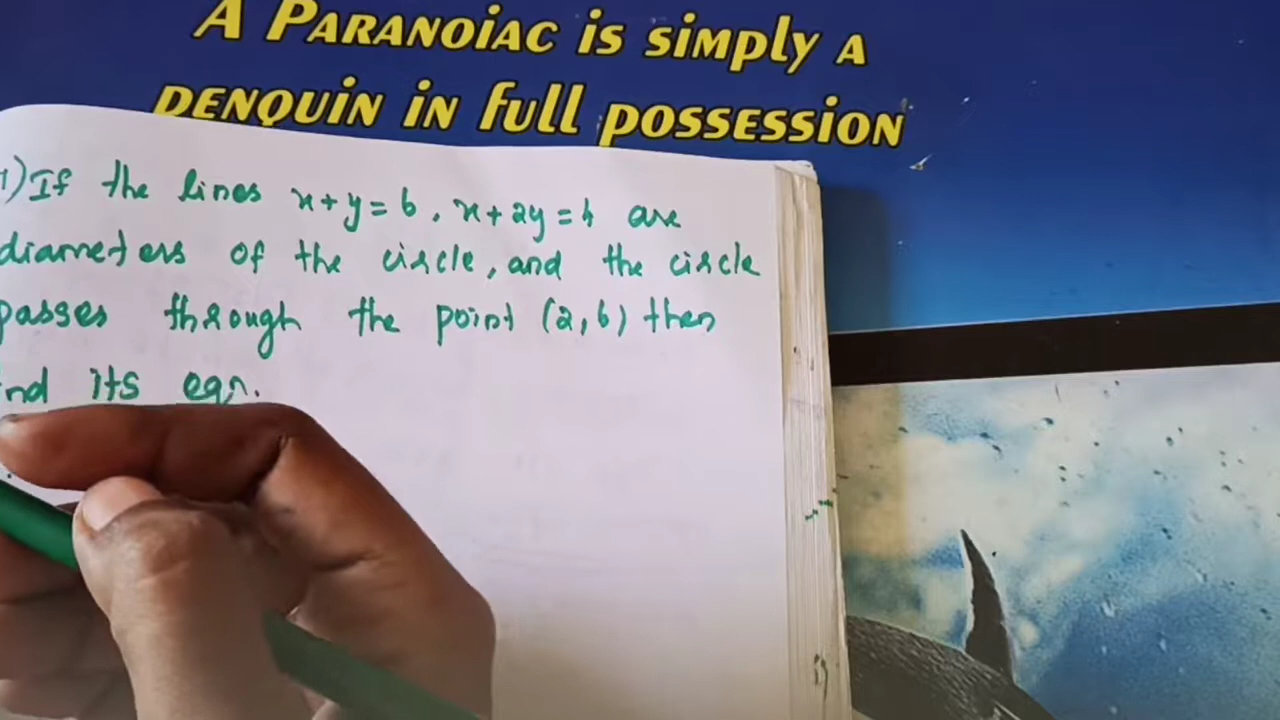 A PARANOiAC iS SiMPLY A
PENQUiN iN fUll POSSESSiON
1) If the lines x+y=6, x+2y=4 are
diameters of the circle, and the circle
passes through the point (2,6) then
nd its eqn.